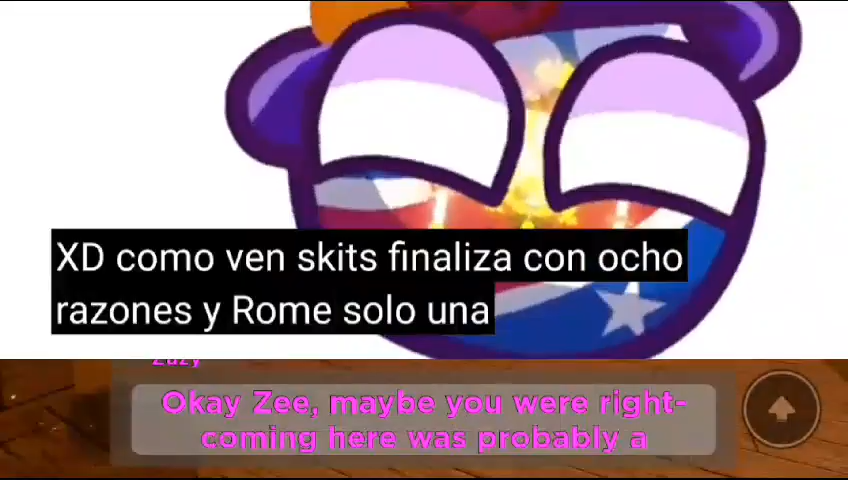 XD como ven skits finaliza con ocho
razones y Rome solo una
Zuzy
Okay Zee, maybe you were right-
coming here was probably a